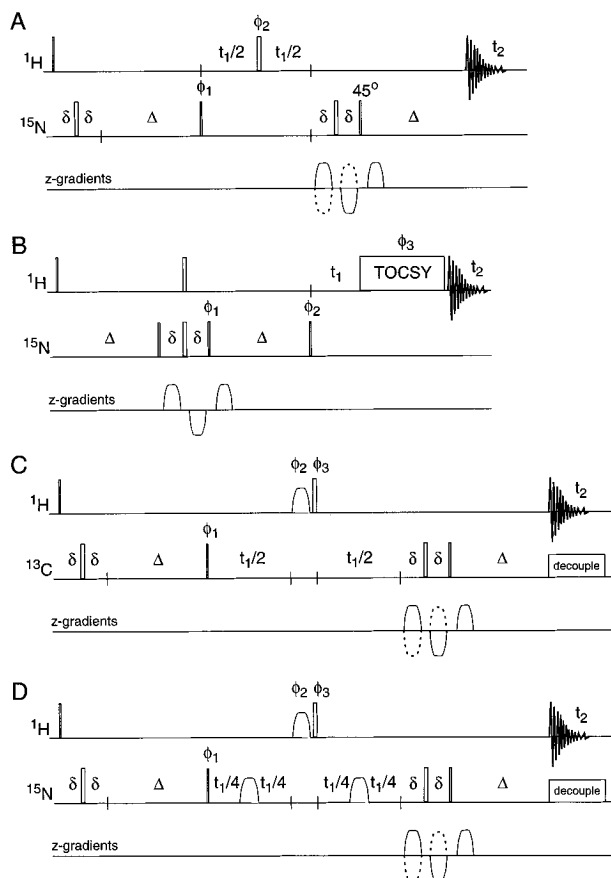 A
ϕ2
t1/2 t1/2
t2
1H
ϕ1
45°
δ δ Δ δ δ Δ
15N
z-gradients
B
ϕ3
t1 TOCSY t2
1H
ϕ1 ϕ2
Δ δ δ Δ
15N
z-gradients
C
ϕ2 ϕ3
t2
1H
ϕ1
δ δ Δ t1/2 t1/2 δ δ Δ
13C decouple
z-gradients
D
ϕ2 ϕ3
t2
1H
ϕ1
δ δ Δ t1/4 t1/4 t1/4 t1/4 δ δ Δ
15N decouple
z-gradients